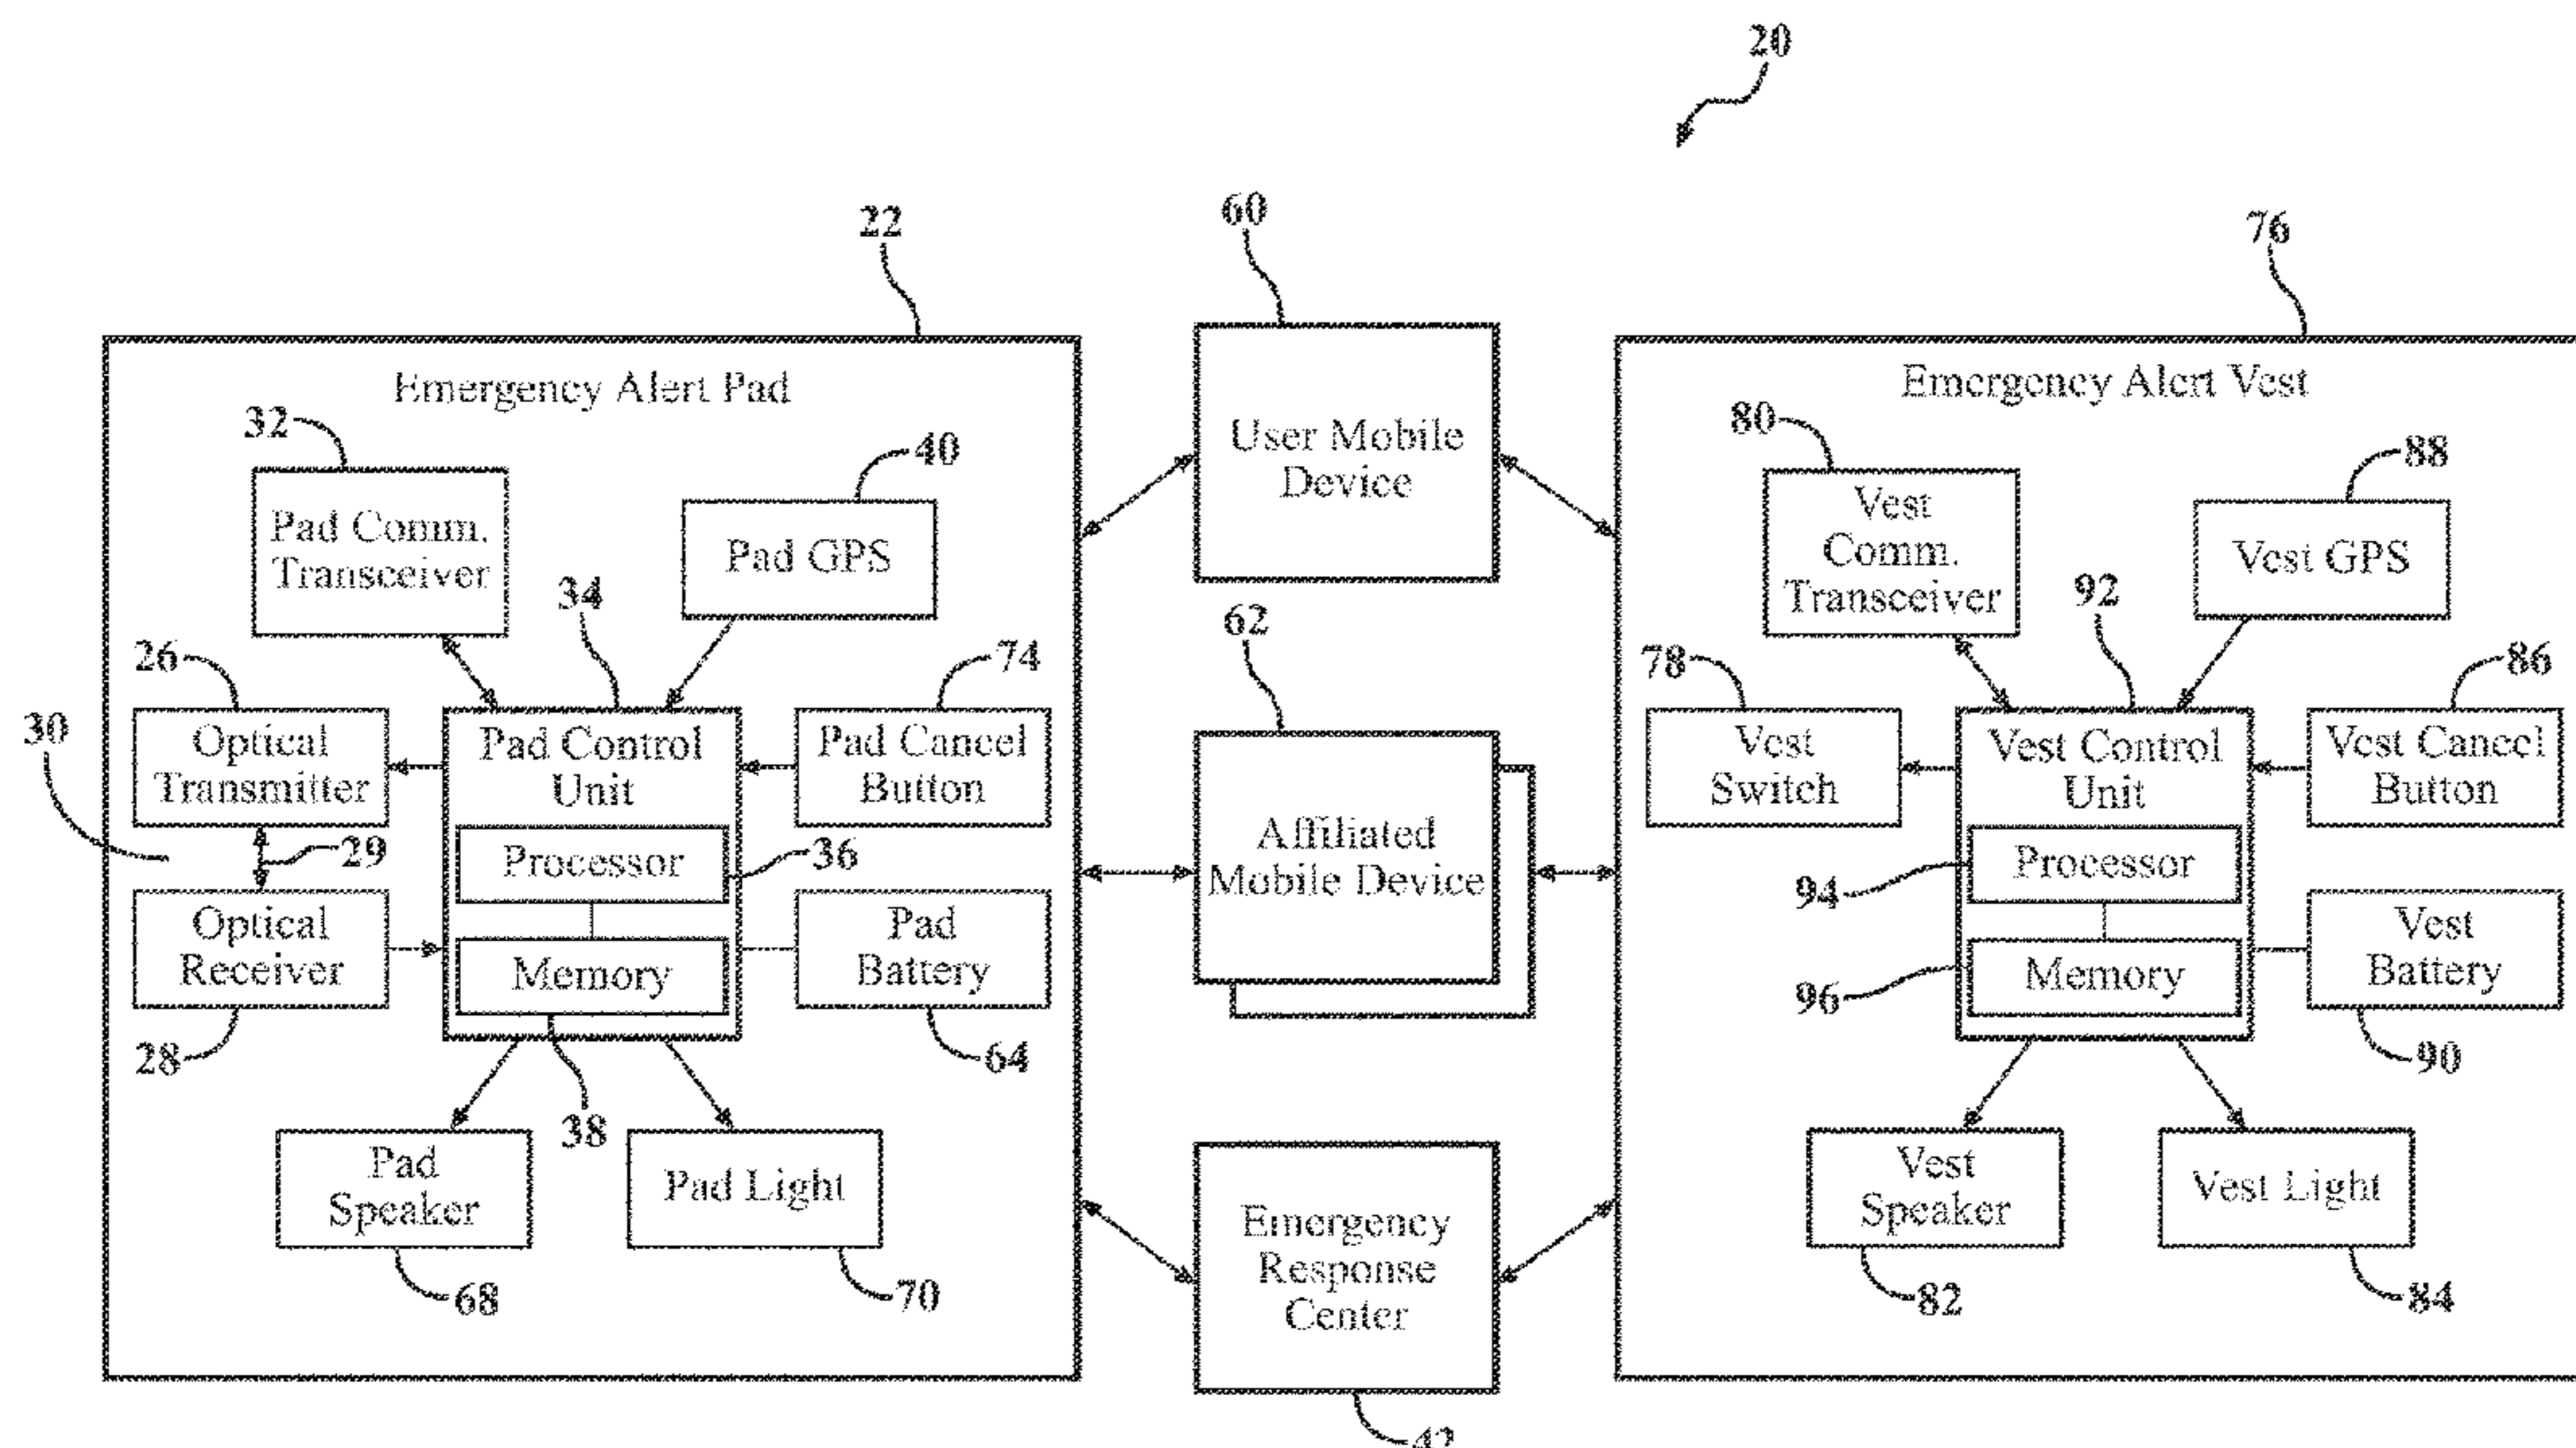 20
22
60
76
Emergency Alert Pad
32
40
Pad Comm.
Transceiver
Pad GPS
34
26
74
30
Optical
Transmitter
Pad Control
Unit
Pad Cancel
Button
29
Processor
36
Optical
Receiver
Memory
Pad
Battery
28
38
64
Pad
Speaker
Pad Light
68
70
User Mobile
Device
62
Affiliated
Mobile Device
Emergency
Response
Center
42
Emergency Alert Vest
80
88
Vest
Comm.
Transceiver
Vest GPS
92
78
86
Vest
Switch
Vest Control
Unit
Vest Cancel
Button
Processor
94
Memory
96
Vest
Battery
90
Vest
Speaker
Vest Light
82
84